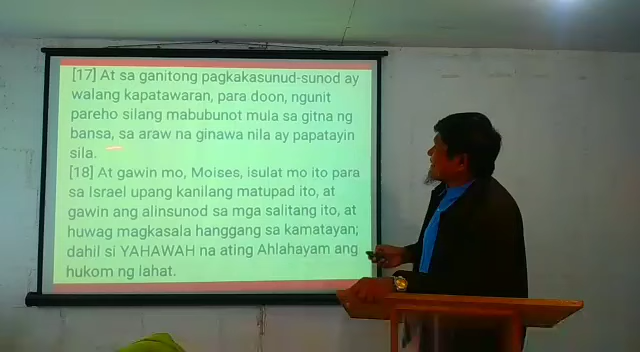 [17] At sa ganitong pagkakasunud-sunod ay
walang kapatawaran, para doon, ngunit
pareho silang mabubunot mula sa gitna ng
bansa, sa araw na ginawa nila ay papatayin
sila.
[18] At gawin mo, Moises, isulat mo ito para
sa Israel upang kanilang matupad ito, at
gawin ang alinsunod sa mga salitang ito, at
huwag magkasala hanggang sa kamatayan;
dahil si YAHAWAH na ating Ahlahayam ang
hukom ng lahat.